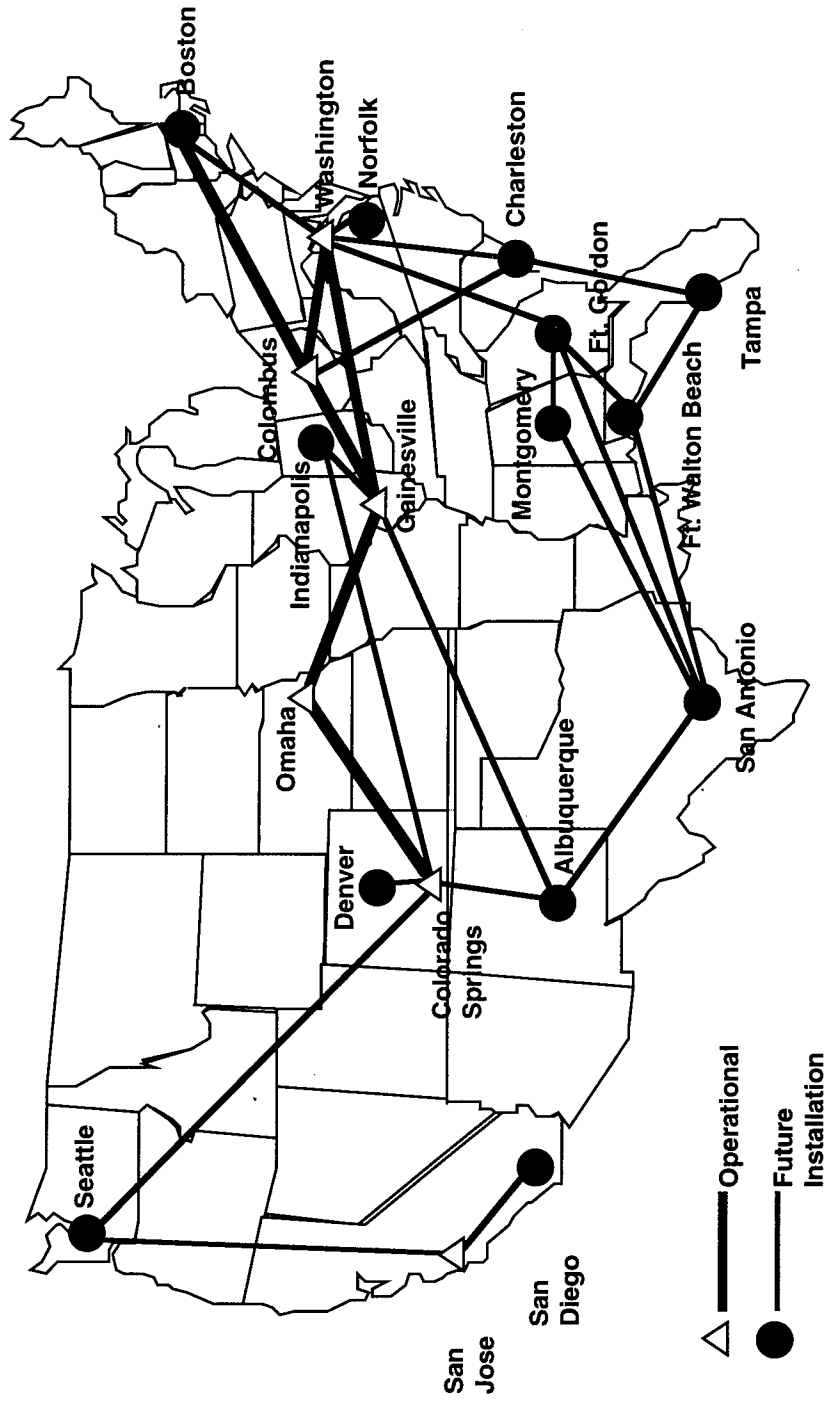 Seattle
San
Jose
San
Diego
Denver
Colorado
Springs
Albuquerque
Omaha
San Antonio
Indianapolis
Gainesville
Colombus
Montgomery
Ft. Walton Beach
Ft. Gordon
Tampa
Charleston
Washington
Norfolk
Boston
Operational
Future
Installation